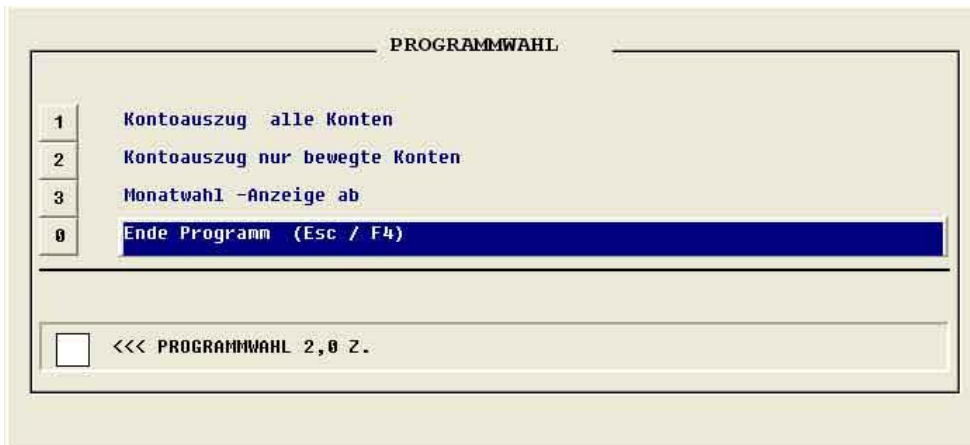 PROGRAMMWAHL
1 Kontoauszug alle Konten
2 Kontoauszug nur bewegte Konten
3 Monatwahl -Anzeige ab
0 Ende Programm (Esc / F4)
<<< PROGRAMMWAHL 2,0 Z.